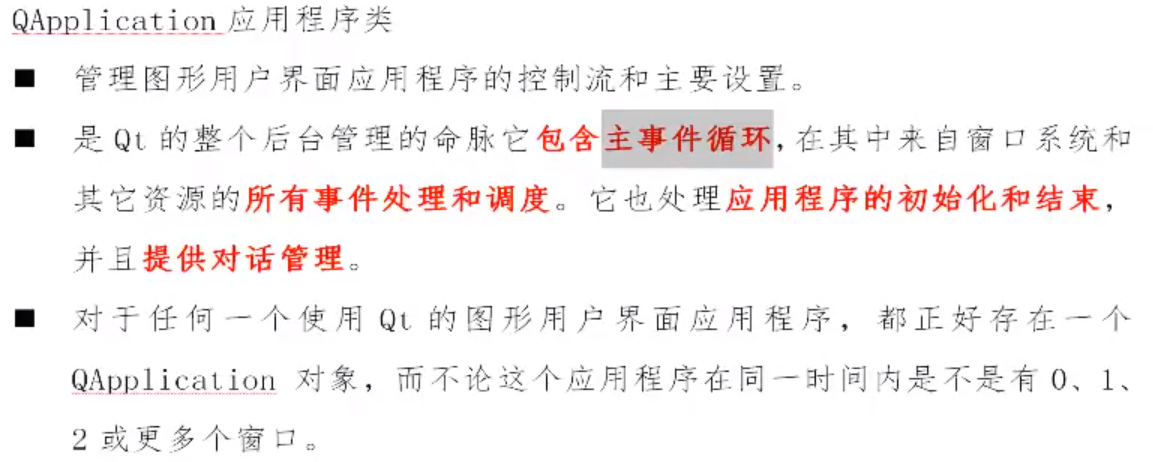 QApplication 应用程序类
■ 管理图形用户界面应用程序的控制流和主要设置。
■ 是 Qt 的整个后台管理的命脉它包含主事件循环,在其中来自窗口系统和
其它资源的所有事件处理和调度。它也处理应用程序的初始化和结束,
并且提供对话管理。
■ 对于任何一个使用 Qt 的图形用户界面应用程序，都正好存在一个
QApplication 对象，而不论这个应用程序在同一时间内是不是有 0、1、
2 或更多个窗口。